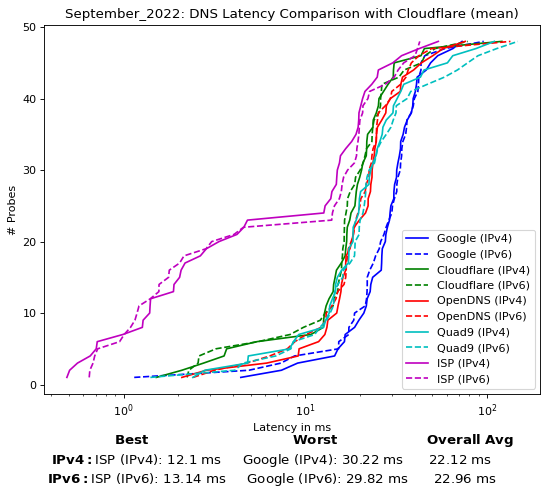 September_2022: DNS Latency Comparison with Cloudflare (mean)
50
40
30
20
10
0
# Probes
Google (IPv4)
Google (IPv6)
Cloudflare (IPv4)
Cloudflare (IPv6)
OpenDNS (IPv4)
OpenDNS (IPv6)
Quad9 (IPv4)
Quad9 (IPv6)
ISP (IPv4)
ISP (IPv6)
10⁰ 10¹ 10²
Latency in ms
Best Worst Overall Avg
IPv4: ISP (IPv4): 12.1 ms Google (IPv4): 30.22 ms 22.12 ms
IPv6: ISP (IPv6): 13.14 ms Google (IPv6): 29.82 ms 22.96 ms